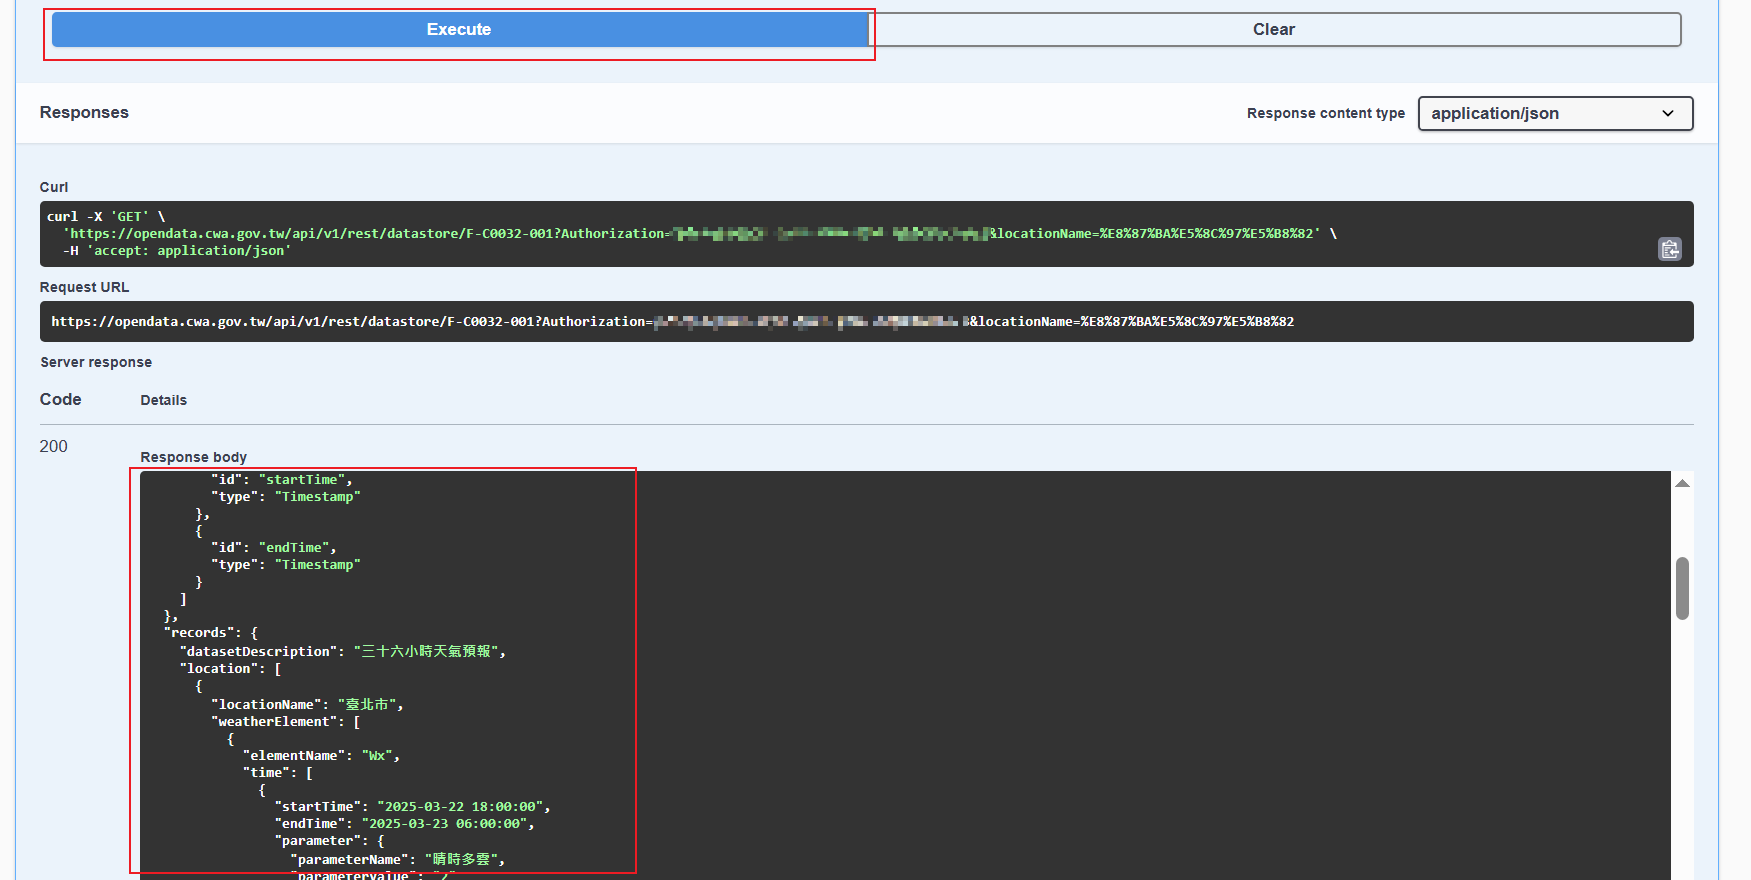 Execute
Clear
Responses
Response content type
application/json
Curl
curl -X 'GET' \
'https://opendata.cwa.gov.tw/api/v1/rest/datastore/F-C0032-001?Authorization=
&locationName=%E8%87%BA%E5%8C%97%E5%B8%82' \
-H 'accept: application/json'
Request URL
https://opendata.cwa.gov.tw/api/v1/rest/datastore/F-C0032-001?Authorization=
&locationName=%E8%87%BA%E5%8C%97%E5%B8%82
Server response
Code
Details
200
Response body
"id": "startTime",
"type": "Timestamp"
},
{
"id": "endTime",
"type": "Timestamp"
}
]
},
"records": {
"datasetDescription": "三十六小時天氣預報",
"location": [
{
"locationName": "臺北市",
"weatherElement": [
{
"elementName": "Wx",
"time": [
{
"startTime": "2025-03-22 18:00:00",
"endTime": "2025-03-23 06:00:00",
"parameter": {
"parameterName": "晴時多雲",
"parameterValue": "2"